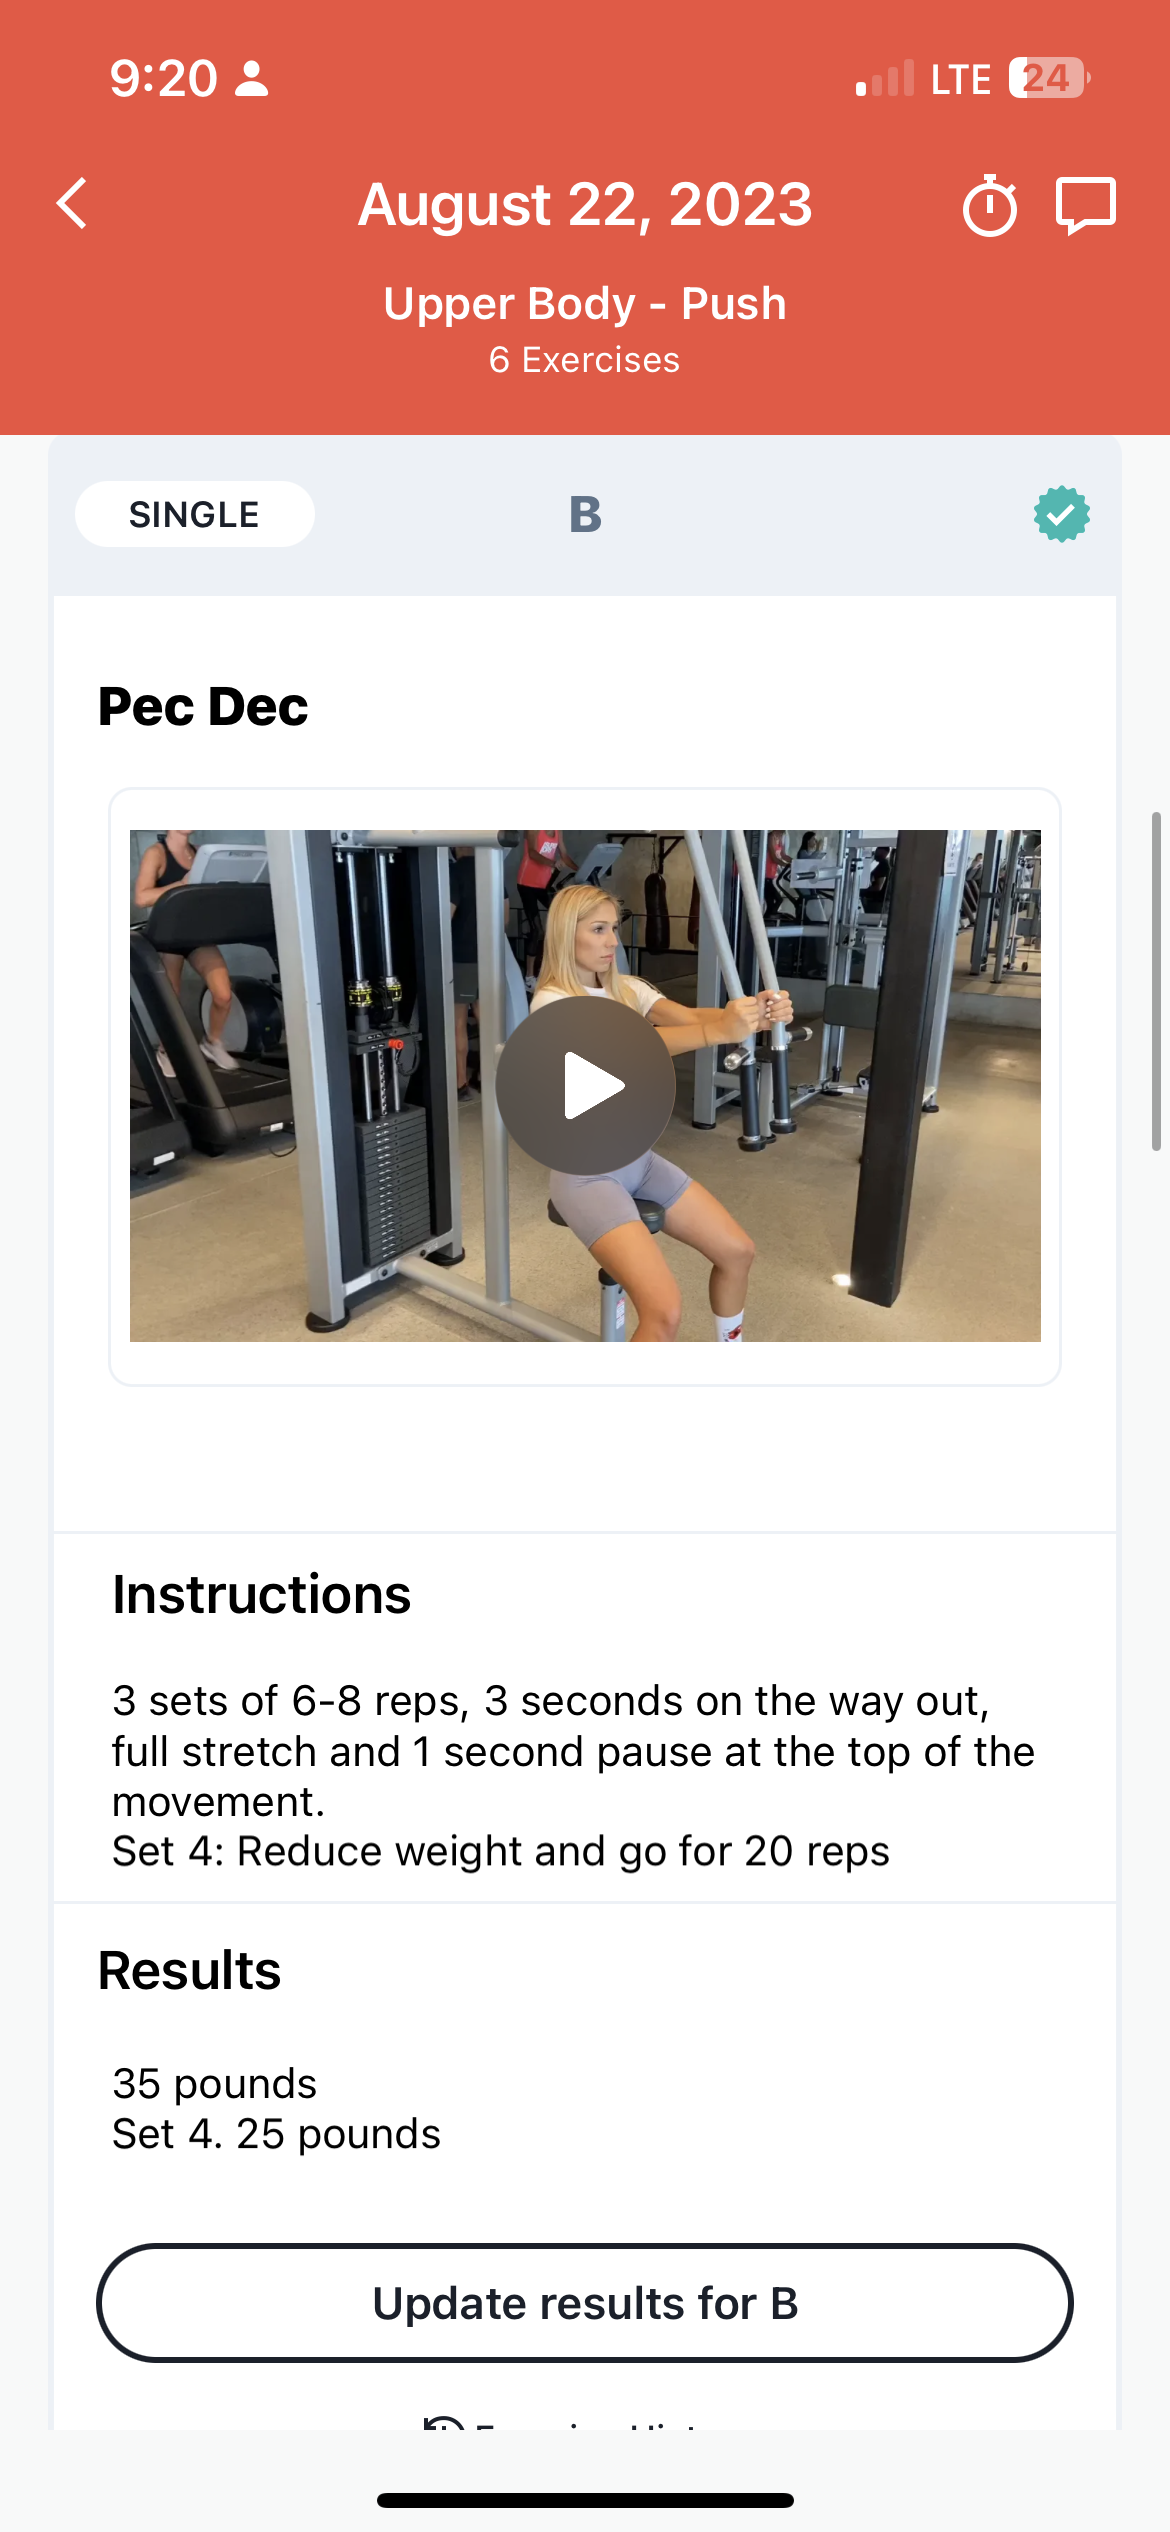 9:20
LTE 24
August 22, 2023
Upper Body - Push
6 Exercises
SINGLE
B
Pec Dec
Instructions
3 sets of 6-8 reps, 3 seconds on the way out,
full stretch and 1 second pause at the top of the
movement.
Set 4: Reduce weight and go for 20 reps
Results
35 pounds
Set 4. 25 pounds
Update results for B